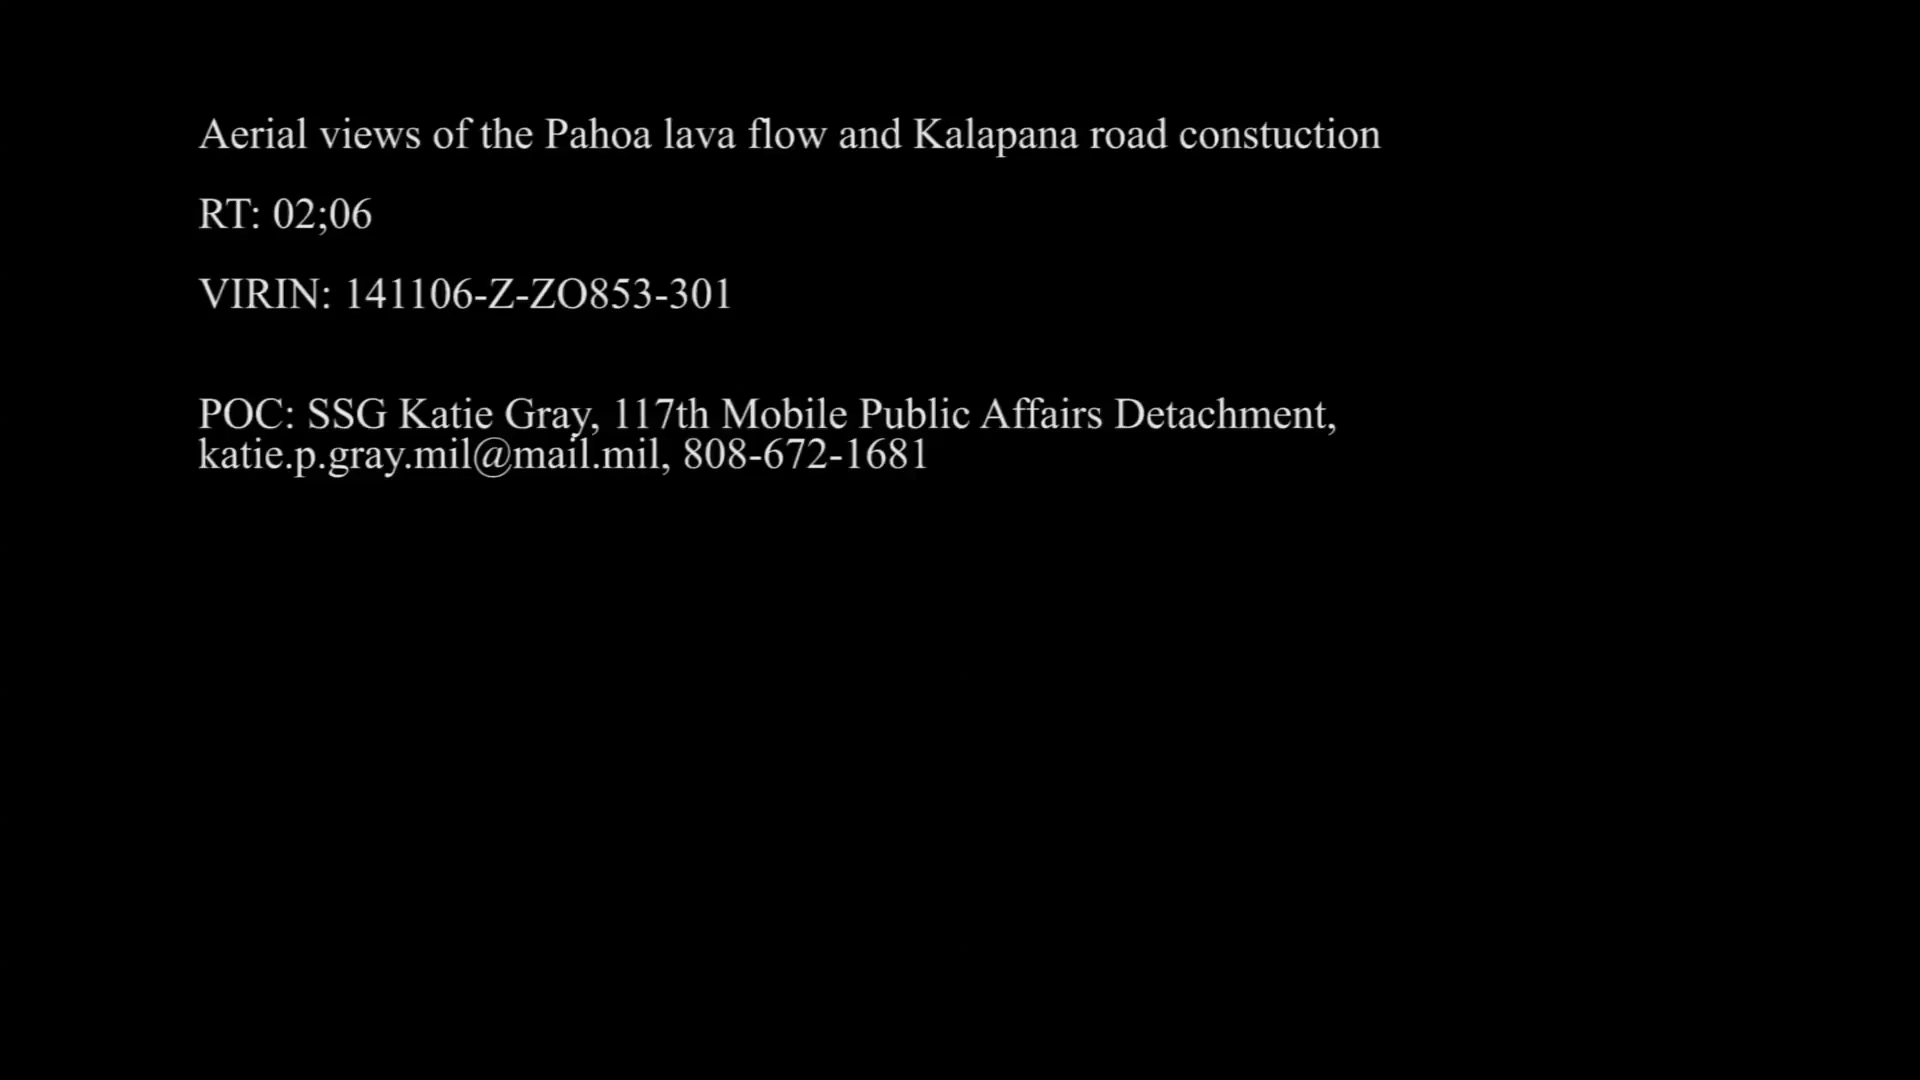 Aerial views of the Pahoa lava flow and Kalapana road constuction
RT: 02;06
VIRIN: 141106-Z-ZO853-301
POC: SSG Katie Gray, 117th Mobile Public Affairs Detachment,
katie.p.gray.mil@mail.mil, 808-672-1681